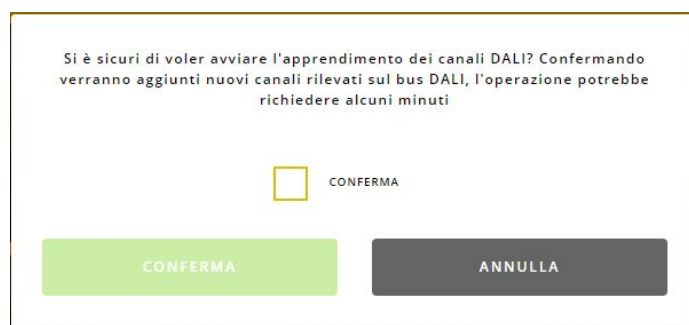 Si è sicuri di voler avviare l'apprendimento dei canali DALI? Confermando
verranno aggiunti nuovi canali rilevati sul bus DALI, l'operazione potrebbe
richiedere alcuni minuti
CONFERMA
CONFERMA
ANNULLA